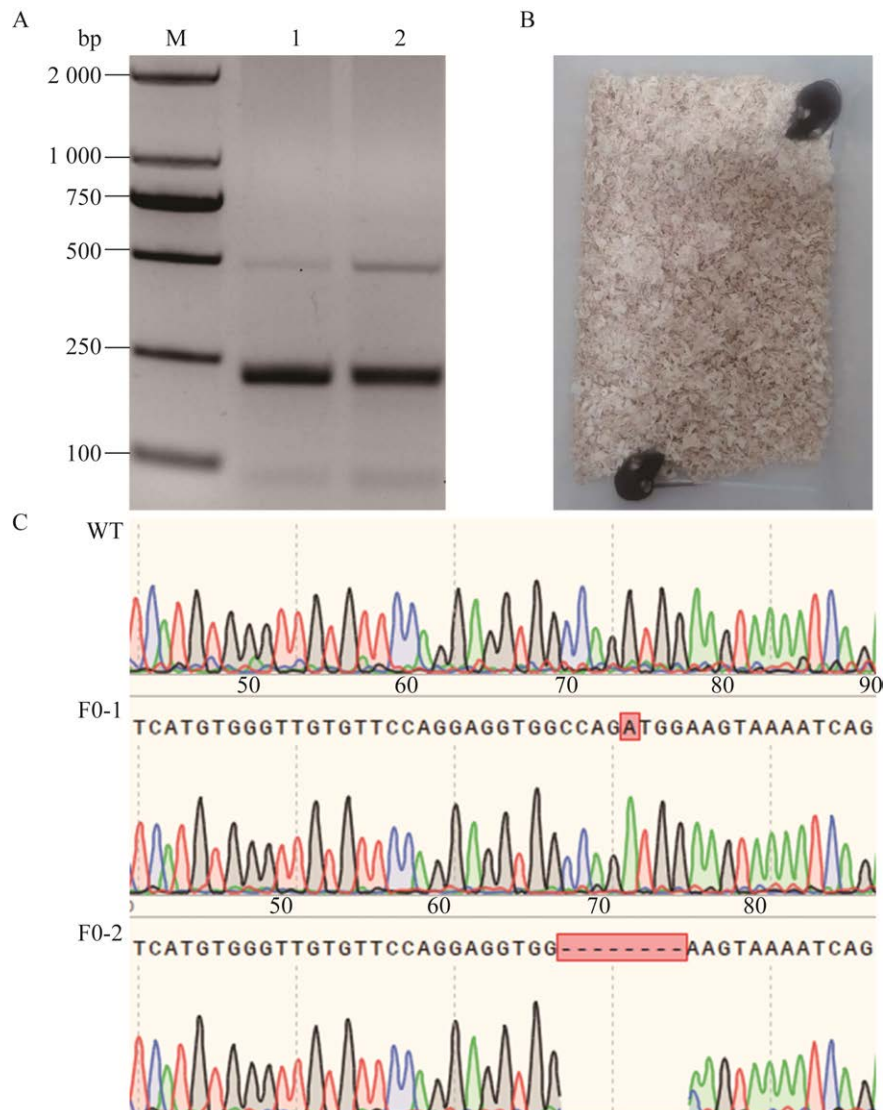 A
B
bp M 1 2
2 000
1 000
750
500
250
100
C
WT
50 60 70 80 90
F0-1
TCATGTGGGTTGTGTTCCAGGAGGTGGCCAGATGGAAGTAAAATCAG
50 60 70 80
F0-2
TCATGTGGGTTGTGTTCCAGGAGGTGG--------AAGTAAAATCAG